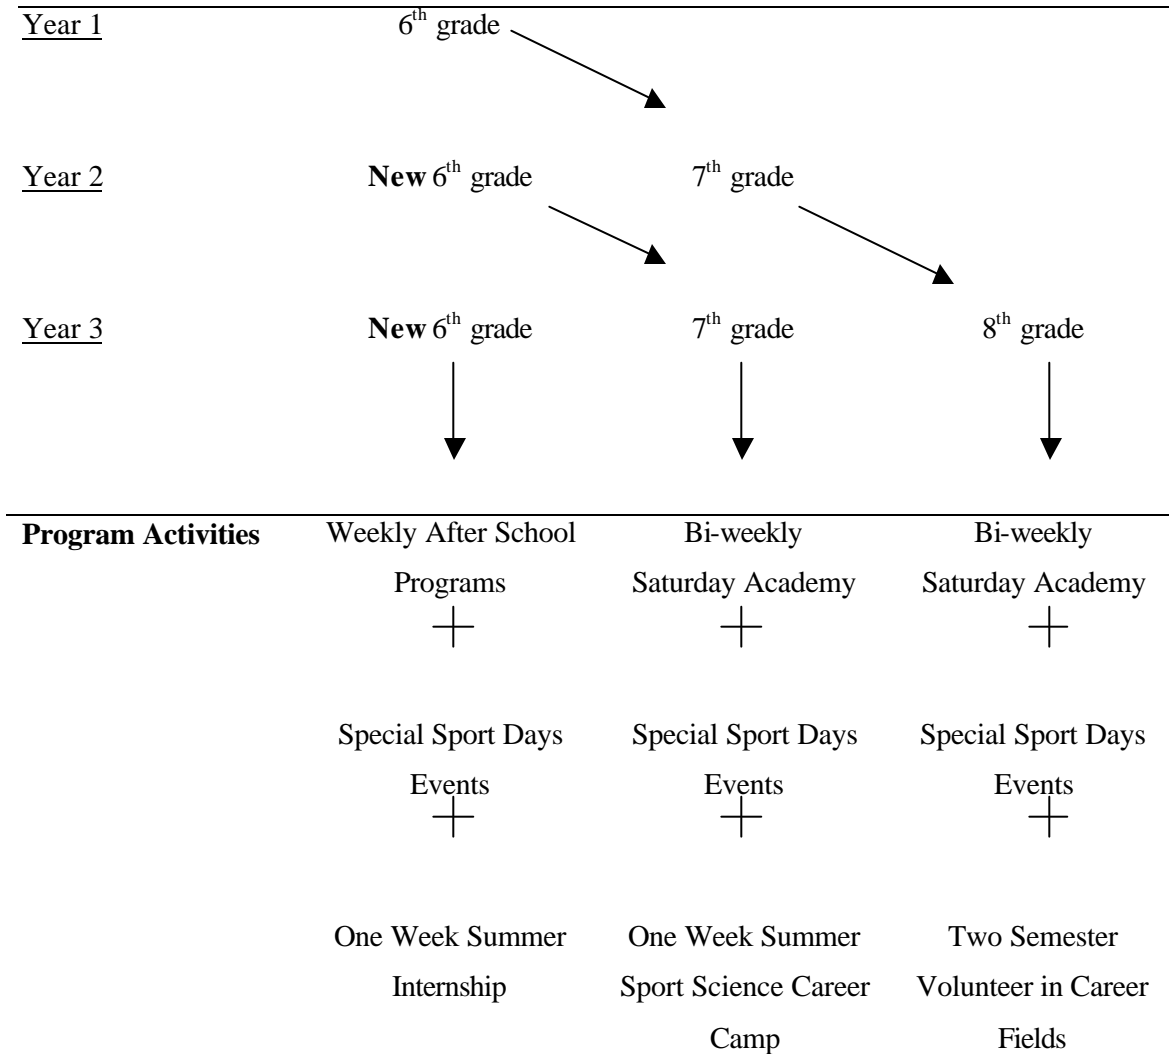 Year 1 6th grade
Year 2 New 6th grade 7th grade
Year 3 New 6th grade 7th grade 8th grade
Program Activities Weekly After School Bi-weekly Bi-weekly
Programs Saturday Academy Saturday Academy
+ + +
Special Sport Days Special Sport Days Special Sport Days
Events Events Events
+ + +
One Week Summer One Week Summer Two Semester
Internship Sport Science Career Volunteer in Career
Camp Fields